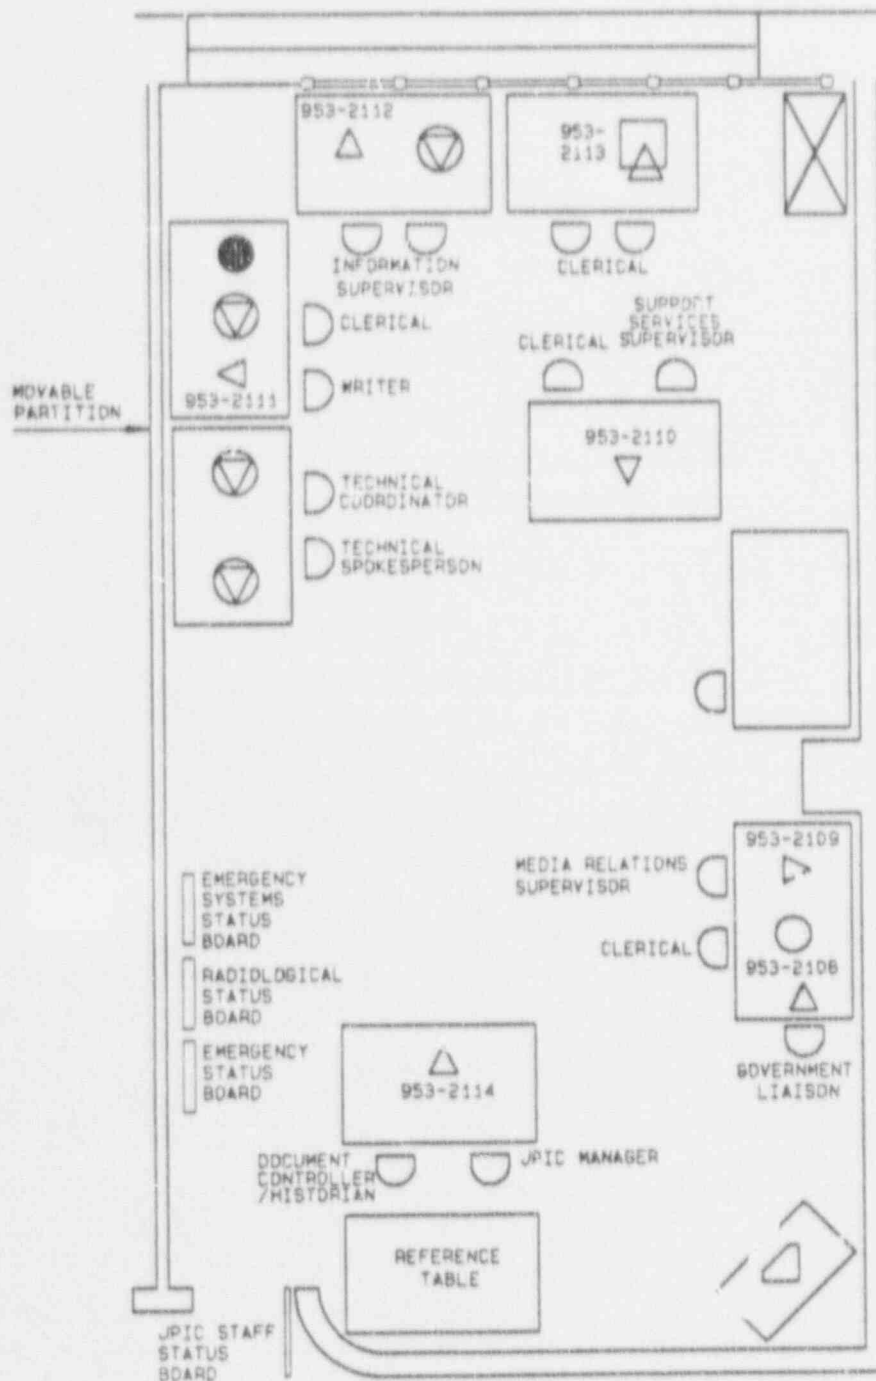 953-2112
953-
2113
INFORMATION
SUPERVISOR
CLERICAL
CLERICAL
WRITER
953-2111
MOVABLE
PARTITION
SUPPORT
SERVICES
SUPERVISOR
CLERICAL
953-2110
TECHNICAL
COORDINATOR
TECHNICAL
SPOKESPERSON
953-2109
MEDIA RELATIONS
SUPERVISOR
CLERICAL
953-2108
GOVERNMENT
LIAISON
EMERGENCY
SYSTEMS
STATUS
BOARD
RADIOLOGICAL
STATUS
BOARD
EMERGENCY
STATUS
BOARD
953-2114
DOCUMENT
CONTROLLER
/HISTORIAN
JPIC MANAGER
REFERENCE
TABLE
JPIC STAFF
STATUS
BOARD